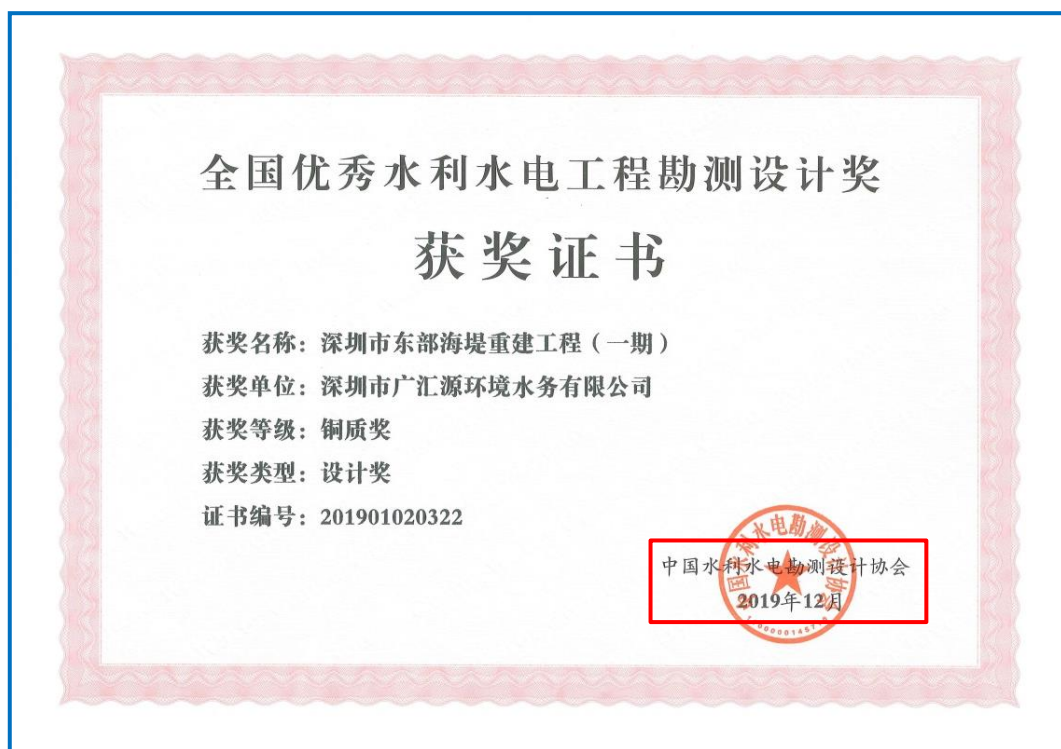 全国优秀水利水电工程勘测设计奖
获奖证书
获奖名称：深圳市东部海堤重建工程（一期）
获奖单位：深圳市广汇源环境水务有限公司
获奖等级：铜质奖
获奖类型：设计奖
证书编号：201901020322
中国水利水电勘测设计协会
2019年12月